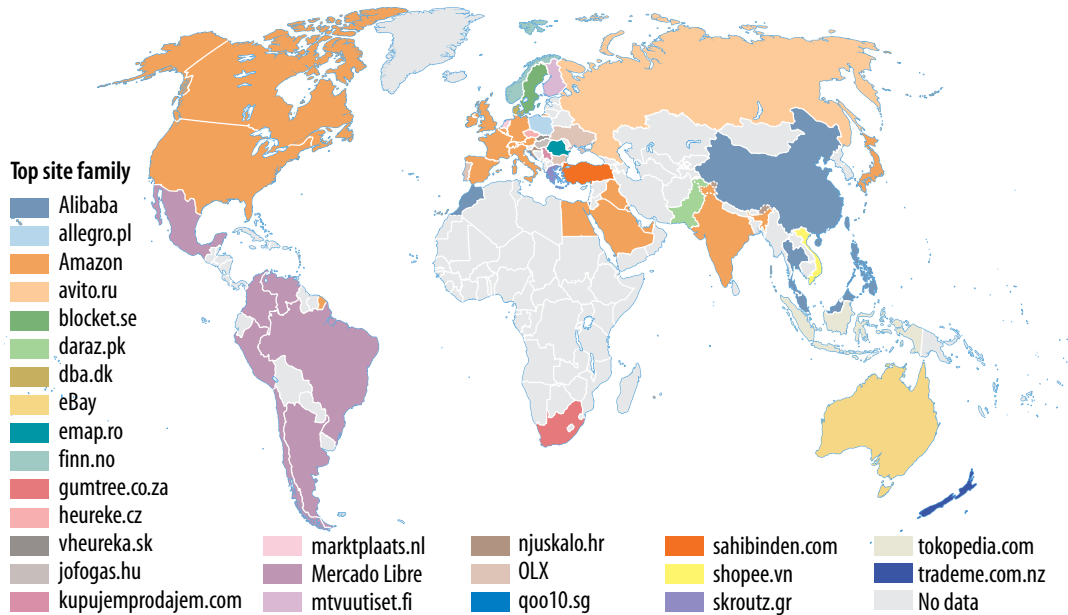 Top site family
Alibaba
allegro.pl
Amazon
avito.ru
blocket.se
daraz.pk
dba.dk
eBay
emap.ro
finn.no
gumtree.co.za
heureke.cz
vheureka.sk
jofogas.hu
kupujemprodajem.com
marktplaats.nl
Mercado Libre
mtvuutiset.fi
njuskalo.hr
OLX
qoo10.sg
sahibinden.com
shopee.vn
skroutz.gr
tokopedia.com
trademe.com.nz
No data